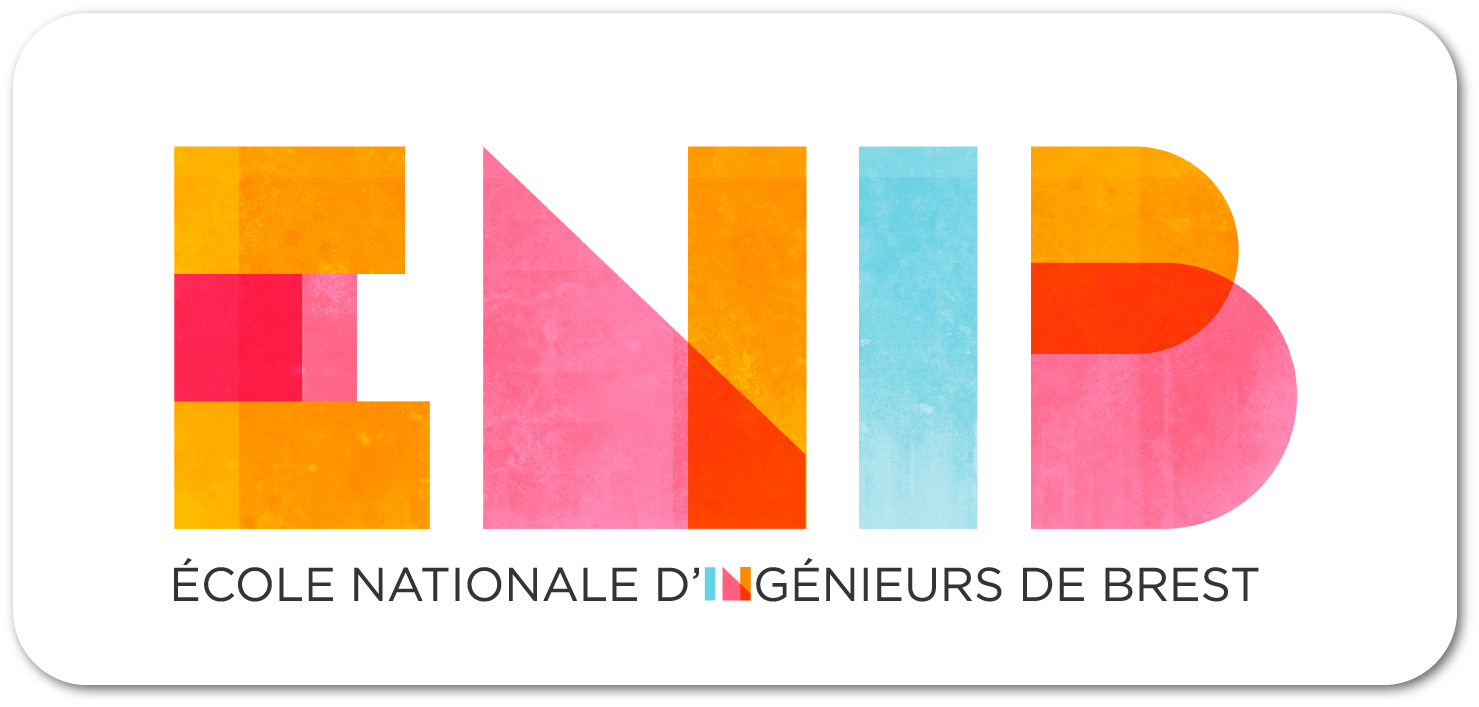 ENIB
ÉCOLE NATIONALE D’INGÉNIEURS DE BREST